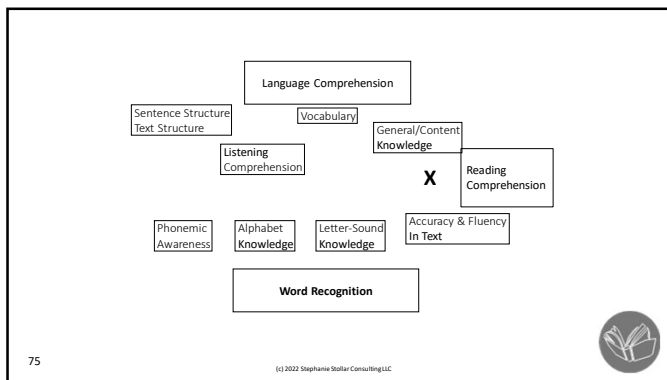 Language Comprehension
Sentence Structure
Text Structure
Vocabulary
General/Content
Knowledge
Listening
Comprehension
X
Reading
Comprehension
Phonemic
Awareness
Alphabet
Knowledge
Letter-Sound
Knowledge
Accuracy & Fluency
In Text
Word Recognition
75
(c) 2022 Stephanie Stollar Consulting LLC